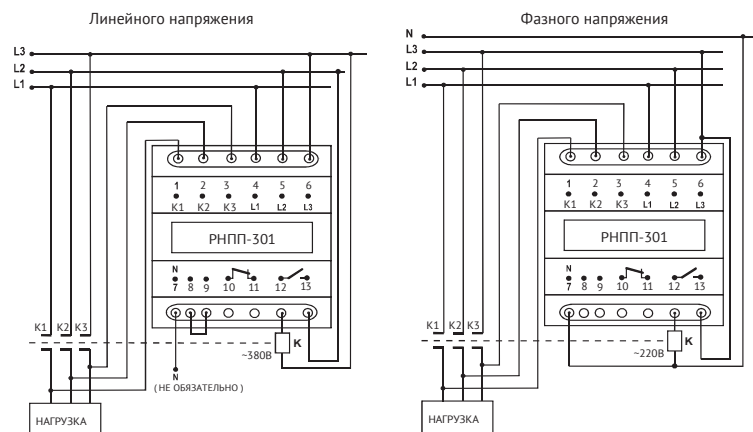 Линейного напряжения
L3
L2
L1
1 2 3 4 5 6
K1 K2 K3 L1 L2 L3
РНПП-301
N
7 8 9 10 11 12 13
K1 K2 K3
K
~380В
N
( НЕ ОБЯЗАТЕЛЬНО )
НАГРУЗКА
Фазного напряжения
N
L3
L2
L1
1 2 3 4 5 6
K1 K2 K3 L1 L2 L3
РНПП-301
N
7 8 9 10 11 12 13
K1 K2 K3
K
~220В
НАГРУЗКА